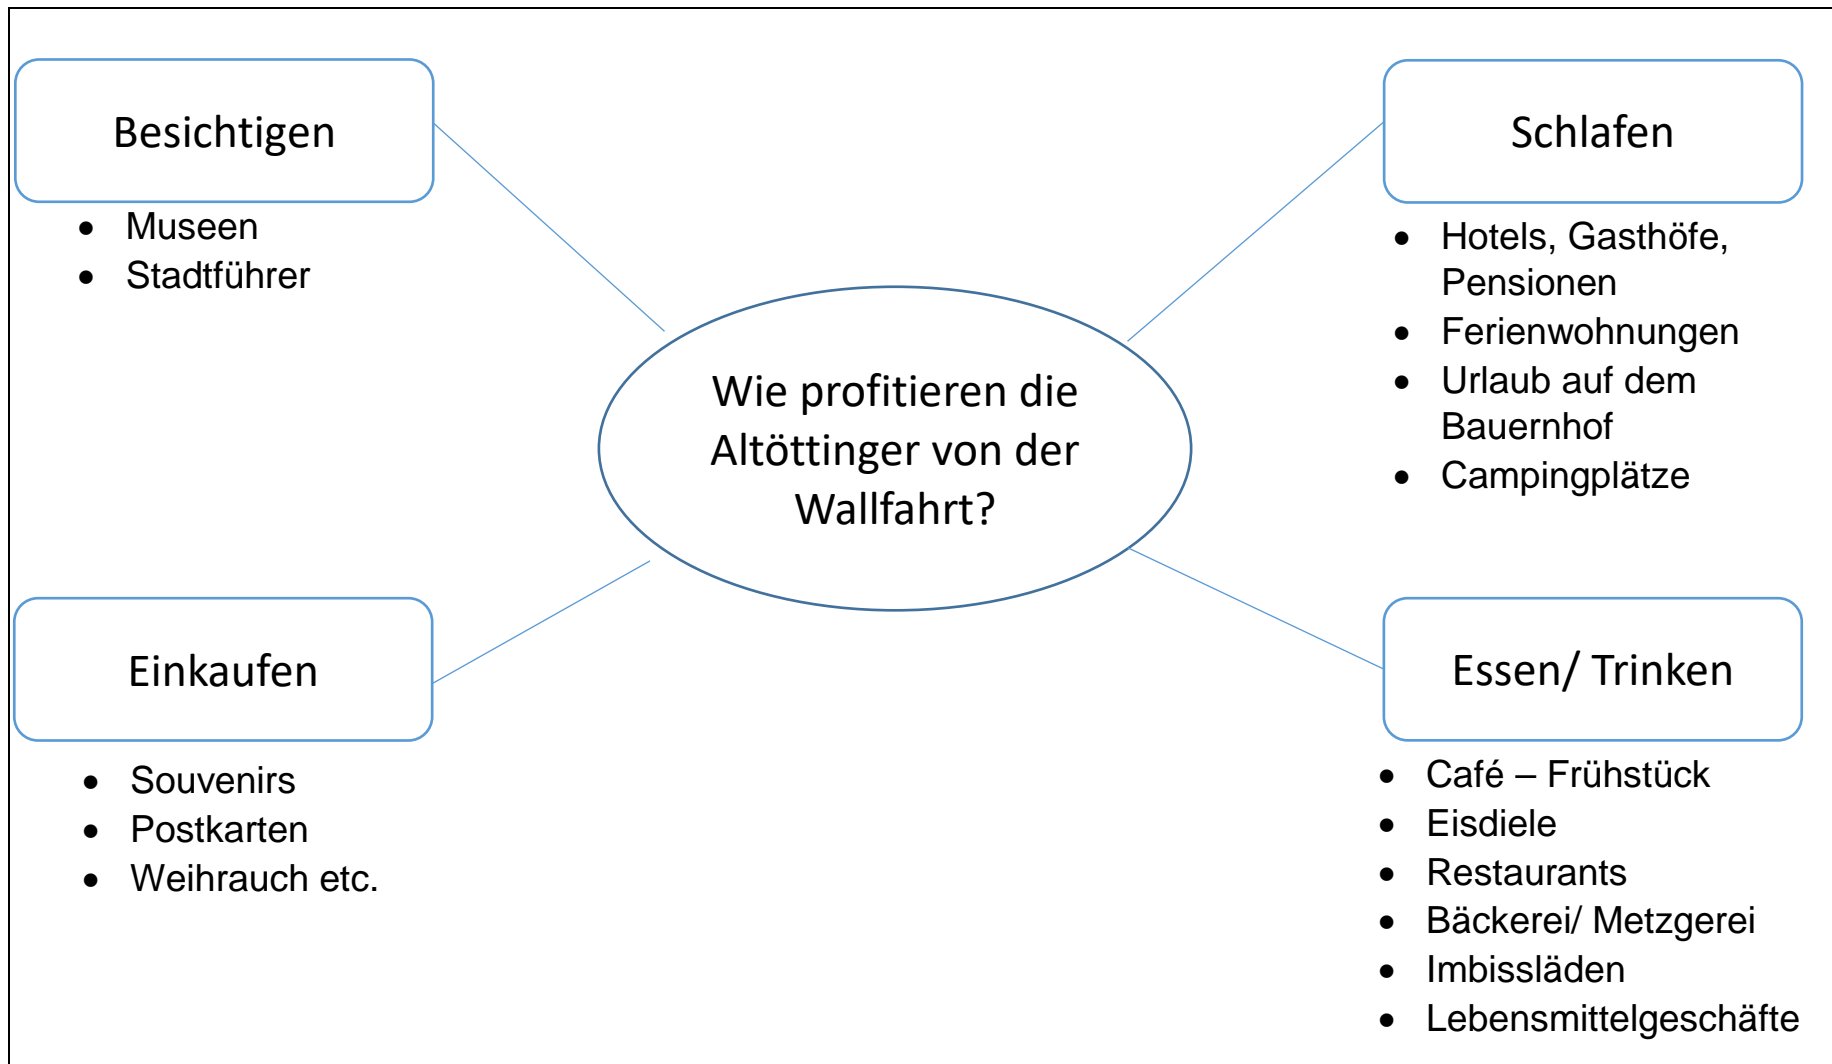 Besichtigen
• Museen
• Stadtführer
Schlafen
• Hotels, Gasthöfe,
Pensionen
• Ferienwohnungen
• Urlaub auf dem
Bauernhof
• Campingplätze
Wie profitieren die
Altöttinger von der
Wallfahrt?
Einkaufen
• Souvenirs
• Postkarten
• Weihrauch etc.
Essen/ Trinken
• Café – Frühstück
• Eisdiele
• Restaurants
• Bäckerei/ Metzgerei
• Imbissläden
• Lebensmittelgeschäfte